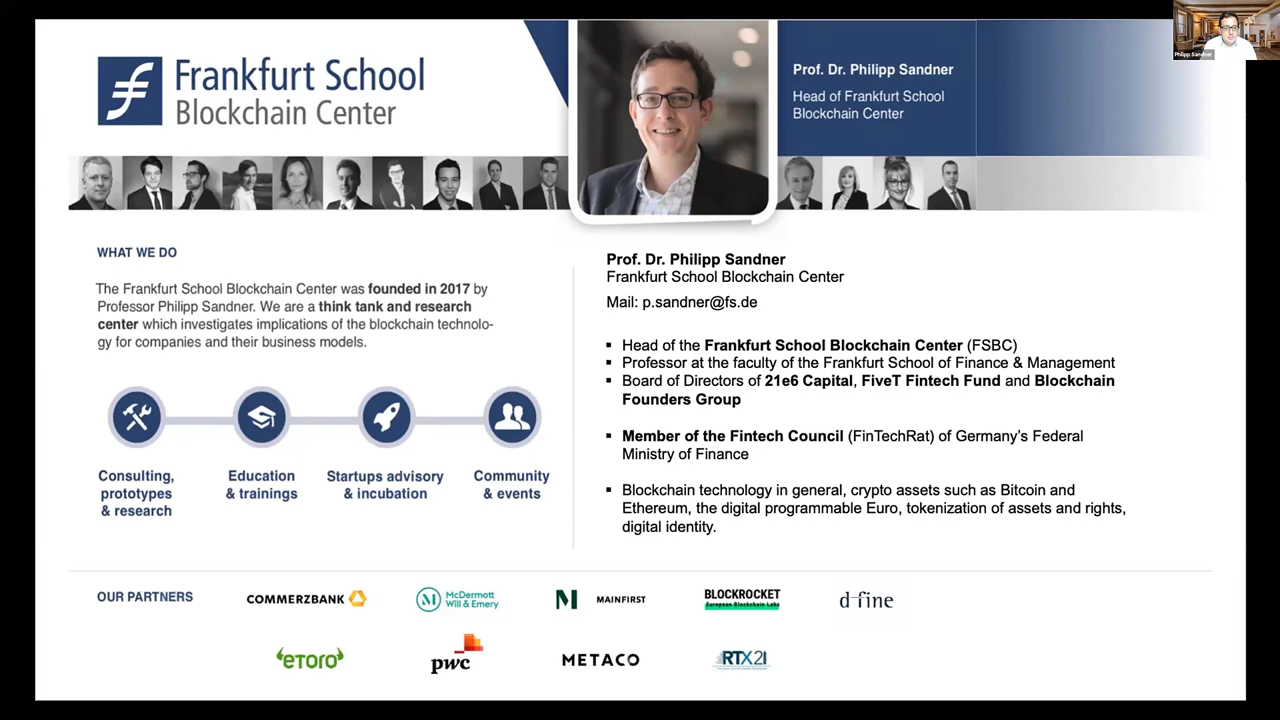 Frankfurt School
Blockchain Center
Prof. Dr. Philipp Sandner
Head of Frankfurt School
Blockchain Center
Philipp Sandner
WHAT WE DO
The Frankfurt School Blockchain Center was founded in 2017 by
Professor Philipp Sandner. We are a think tank and research
center which investigates implications of the blockchain technolo-
gy for companies and their business models.
Consulting,
prototypes
& research
Education
& trainings
Startups advisory
& incubation
Community
& events
Prof. Dr. Philipp Sandner
Frankfurt School Blockchain Center
Mail: p.sandner@fs.de
▪ Head of the Frankfurt School Blockchain Center (FSBC)
▪ Professor at the faculty of the Frankfurt School of Finance & Management
▪ Board of Directors of 21e6 Capital, FiveT Fintech Fund and Blockchain
Founders Group
▪ Member of the Fintech Council (FinTechRat) of Germany's Federal
Ministry of Finance
▪ Blockchain technology in general, crypto assets such as Bitcoin and
Ethereum, the digital programmable Euro, tokenization of assets and rights,
digital identity.
OUR PARTNERS
COMMERZBANK
McDermott
Will & Emery
MAINFIRST
BLOCKROCKET
European Blockchain Labs
d-fine
eToro
pwc
METACO
RTX21